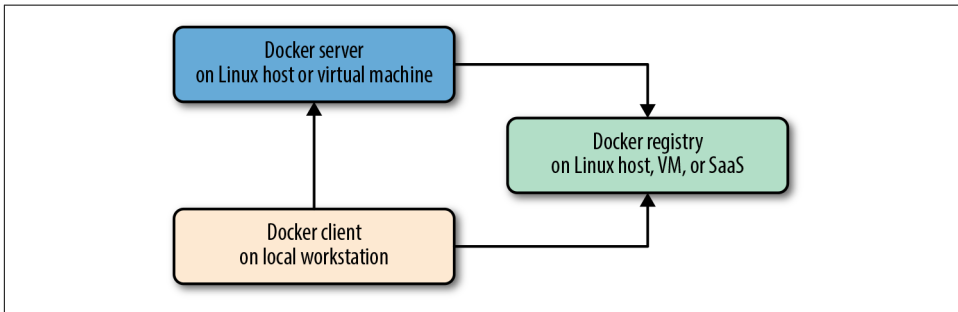 Docker server
on Linux host or virtual machine
Docker registry
on Linux host, VM, or SaaS
Docker client
on local workstation